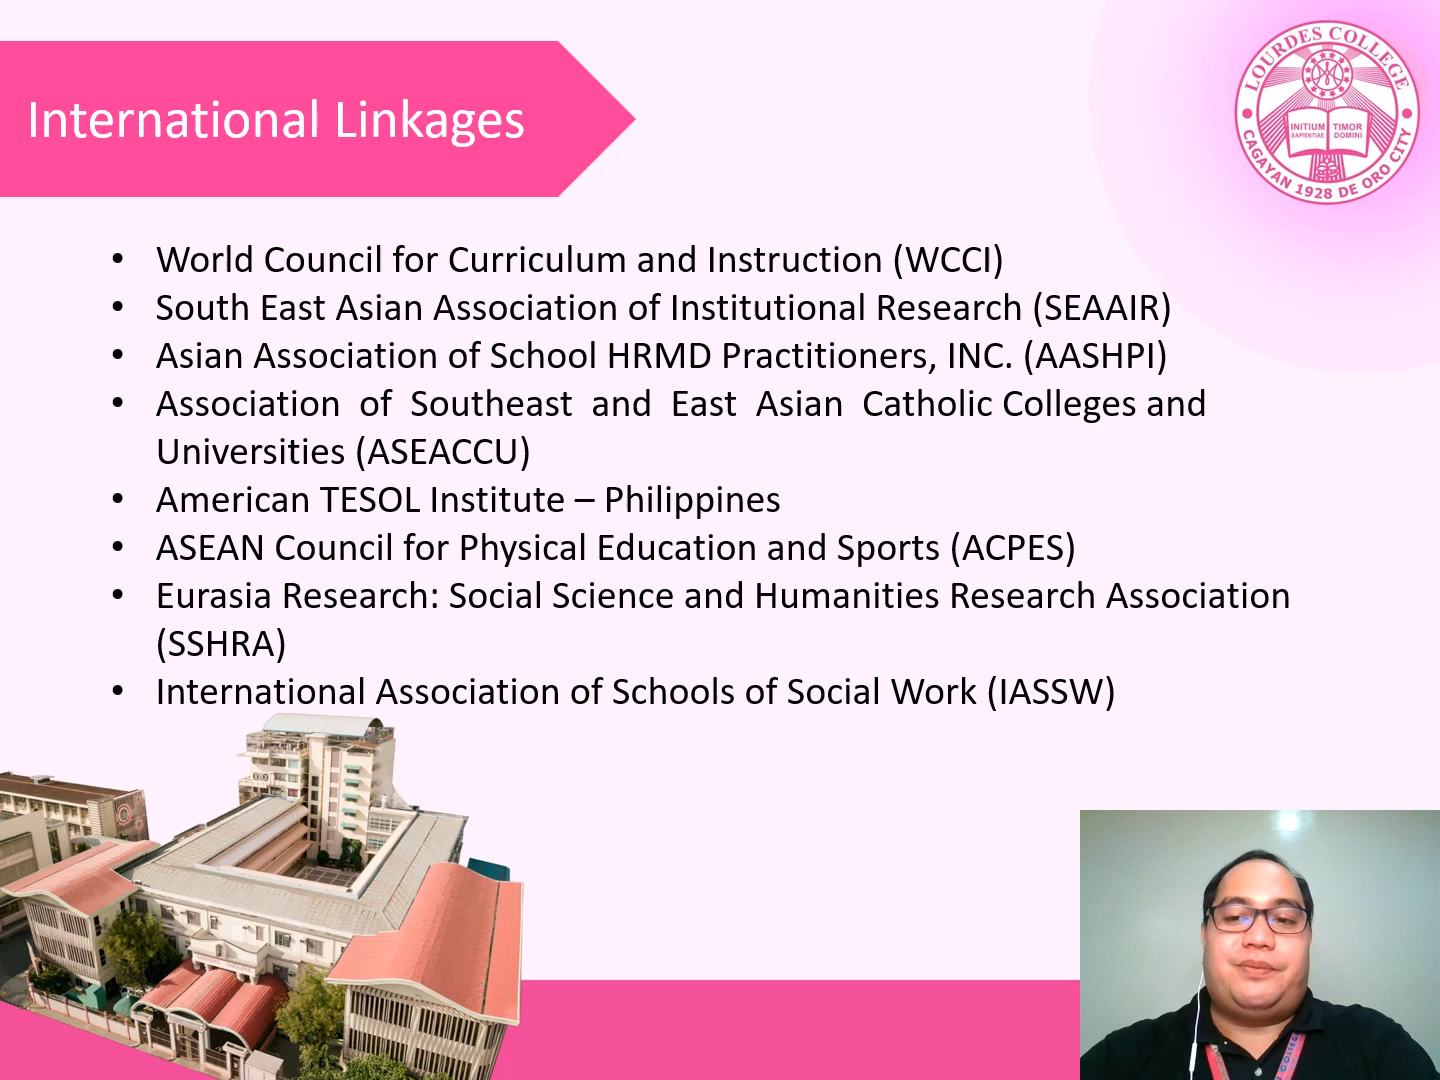 International Linkages
LOURDES COLLEGE
INITIUM TIMOR
SAPIENTIAE DOMINI
CAGAYAN 1928 DE ORO CITY
• World Council for Curriculum and Instruction (WCCI)
• South East Asian Association of Institutional Research (SEAAIR)
• Asian Association of School HRMD Practitioners, INC. (AASHPI)
• Association of Southeast and East Asian Catholic Colleges and
Universities (ASEACCU)
• American TESOL Institute – Philippines
• ASEAN Council for Physical Education and Sports (ACPES)
• Eurasia Research: Social Science and Humanities Research Association
(SSHRA)
• International Association of Schools of Social Work (IASSW)